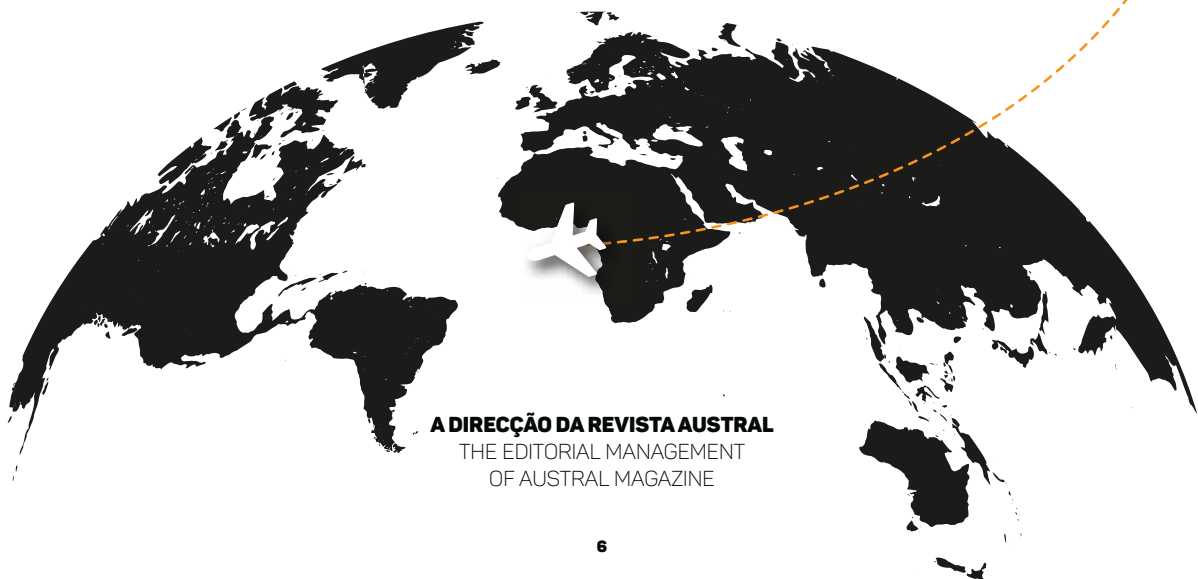 A DIRECÇÃO DA REVISTA AUSTRAL
THE EDITORIAL MANAGEMENT
OF AUSTRAL MAGAZINE
6